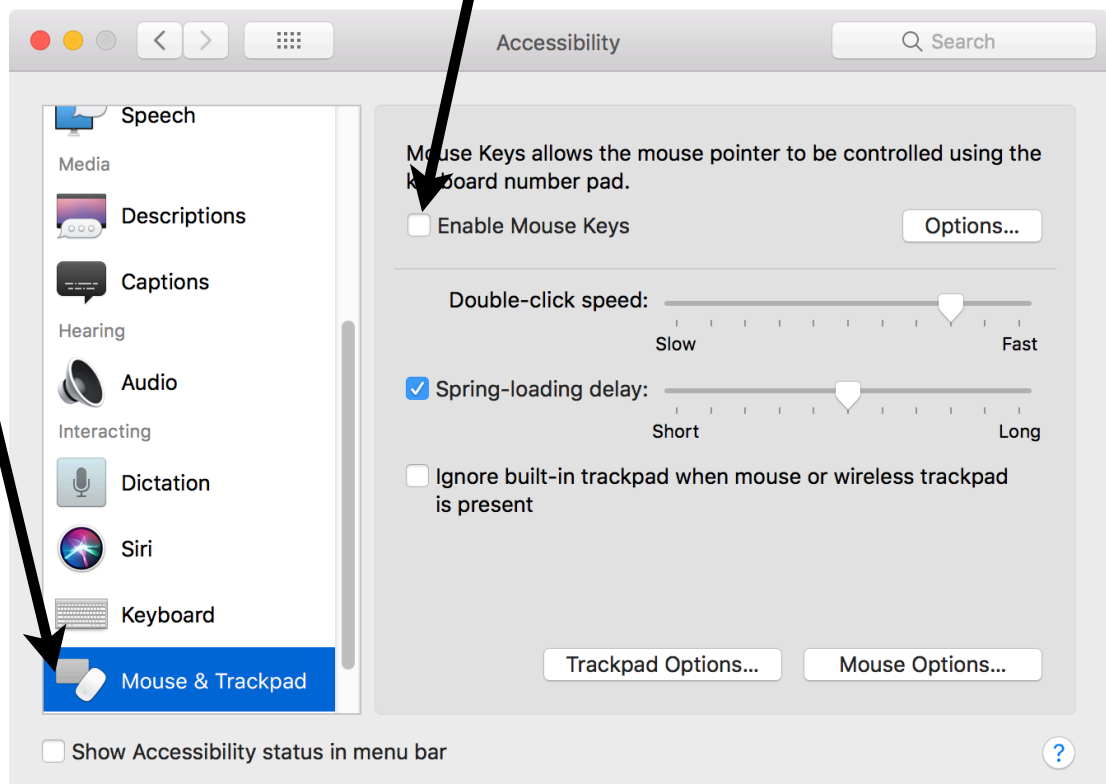 Accessibility
Search
Speech
Media
Descriptions
Captions
Hearing
Audio
Interacting
Dictation
Siri
Keyboard
Mouse & Trackpad
Mouse Keys allows the mouse pointer to be controlled using the
keyboard number pad.
Enable Mouse Keys
Options...
Double-click speed:
Slow
Fast
Spring-loading delay:
Short
Long
Ignore built-in trackpad when mouse or wireless trackpad
is present
Trackpad Options...
Mouse Options...
Show Accessibility status in menu bar
?